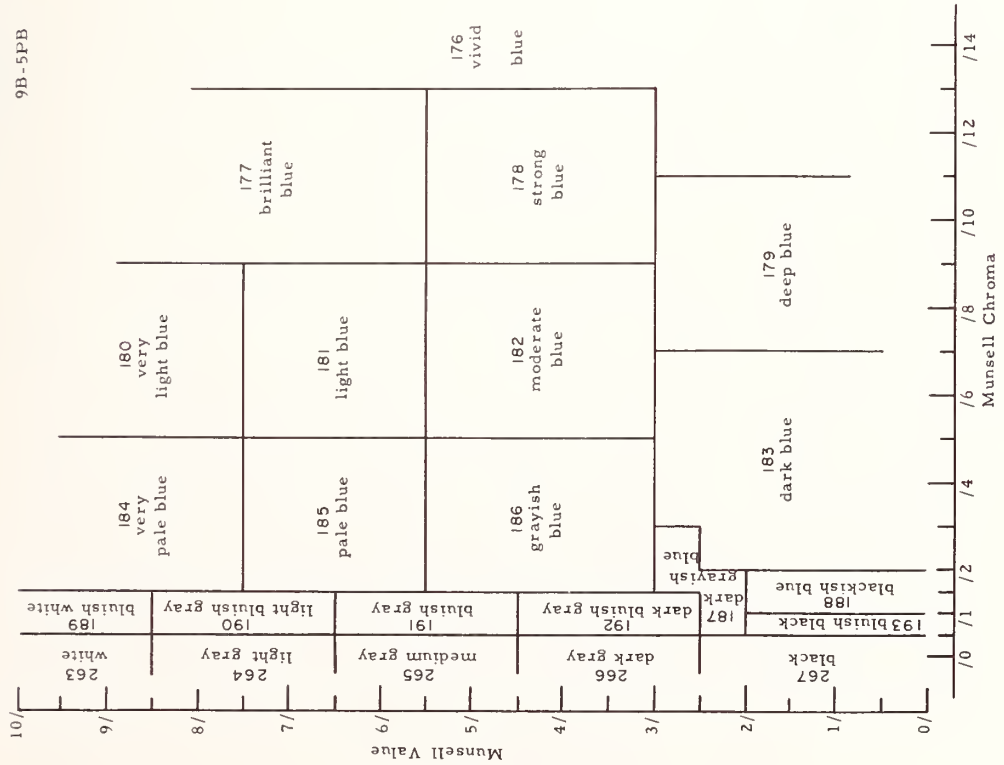 9B-5PB
176
vivid
blue
177
brilliant
blue
178
strong
blue
179
deep blue
180
very
light blue
181
light blue
182
moderate
blue
183
dark blue
184
very
pale blue
185
pale blue
186
grayish
blue
187
dark
grayish
blue
188
blackish blue
189
bluish white
190
light bluish gray
191
bluish gray
192
dark bluish gray
193 bluish black
263
white
264
light gray
265
medium gray
266
dark gray
267
black
10/
9/
8/
7/
6/
5/
4/
3/
2/
1/
0/
Munsell Value
/0
/1
/2
/4
/6
/8
/10
/12
/14
Munsell Chroma